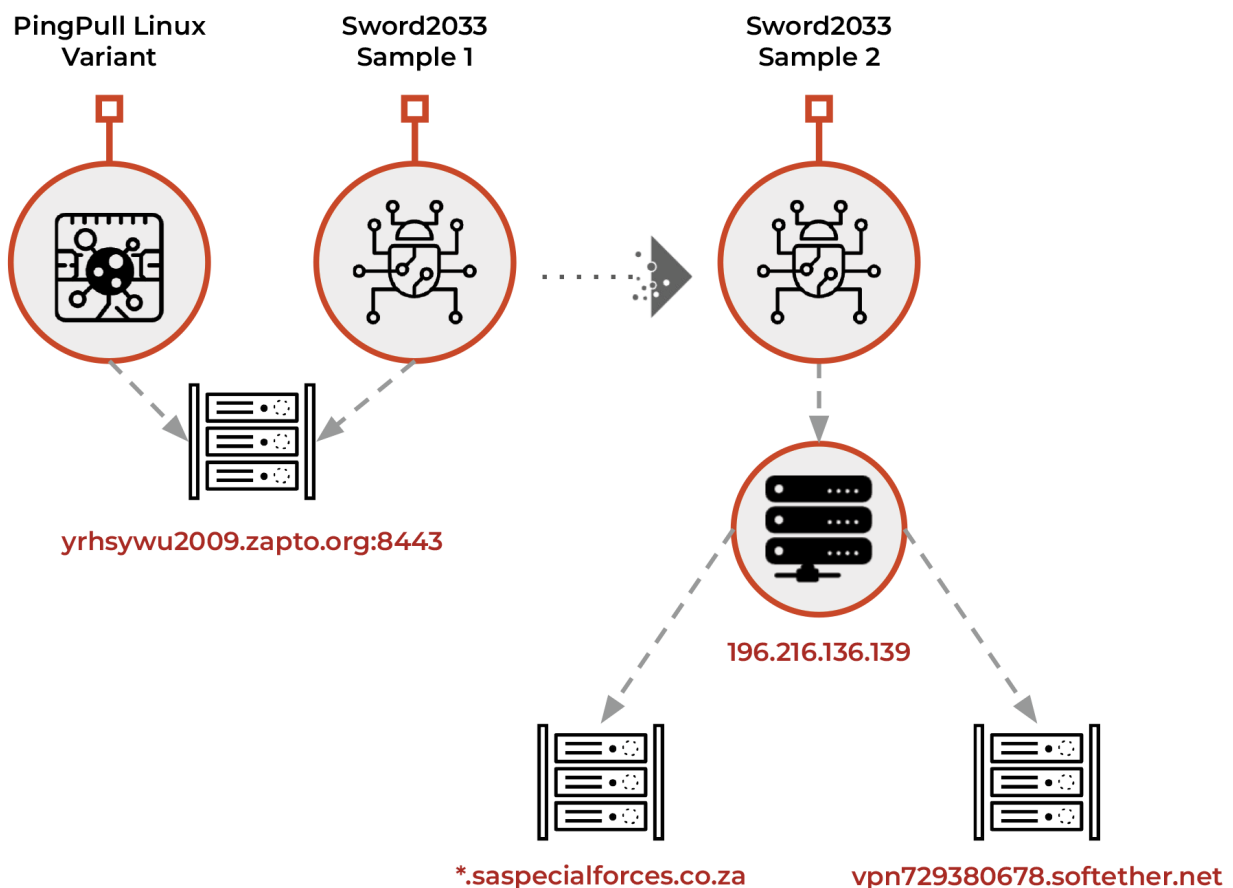 PingPull Linux
Variant
Sword2033
Sample 1
Sword2033
Sample 2
yrhsywu2009.zapto.org:8443
196.216.136.139
*.saspecialforces.co.za
vpn729380678.softether.net